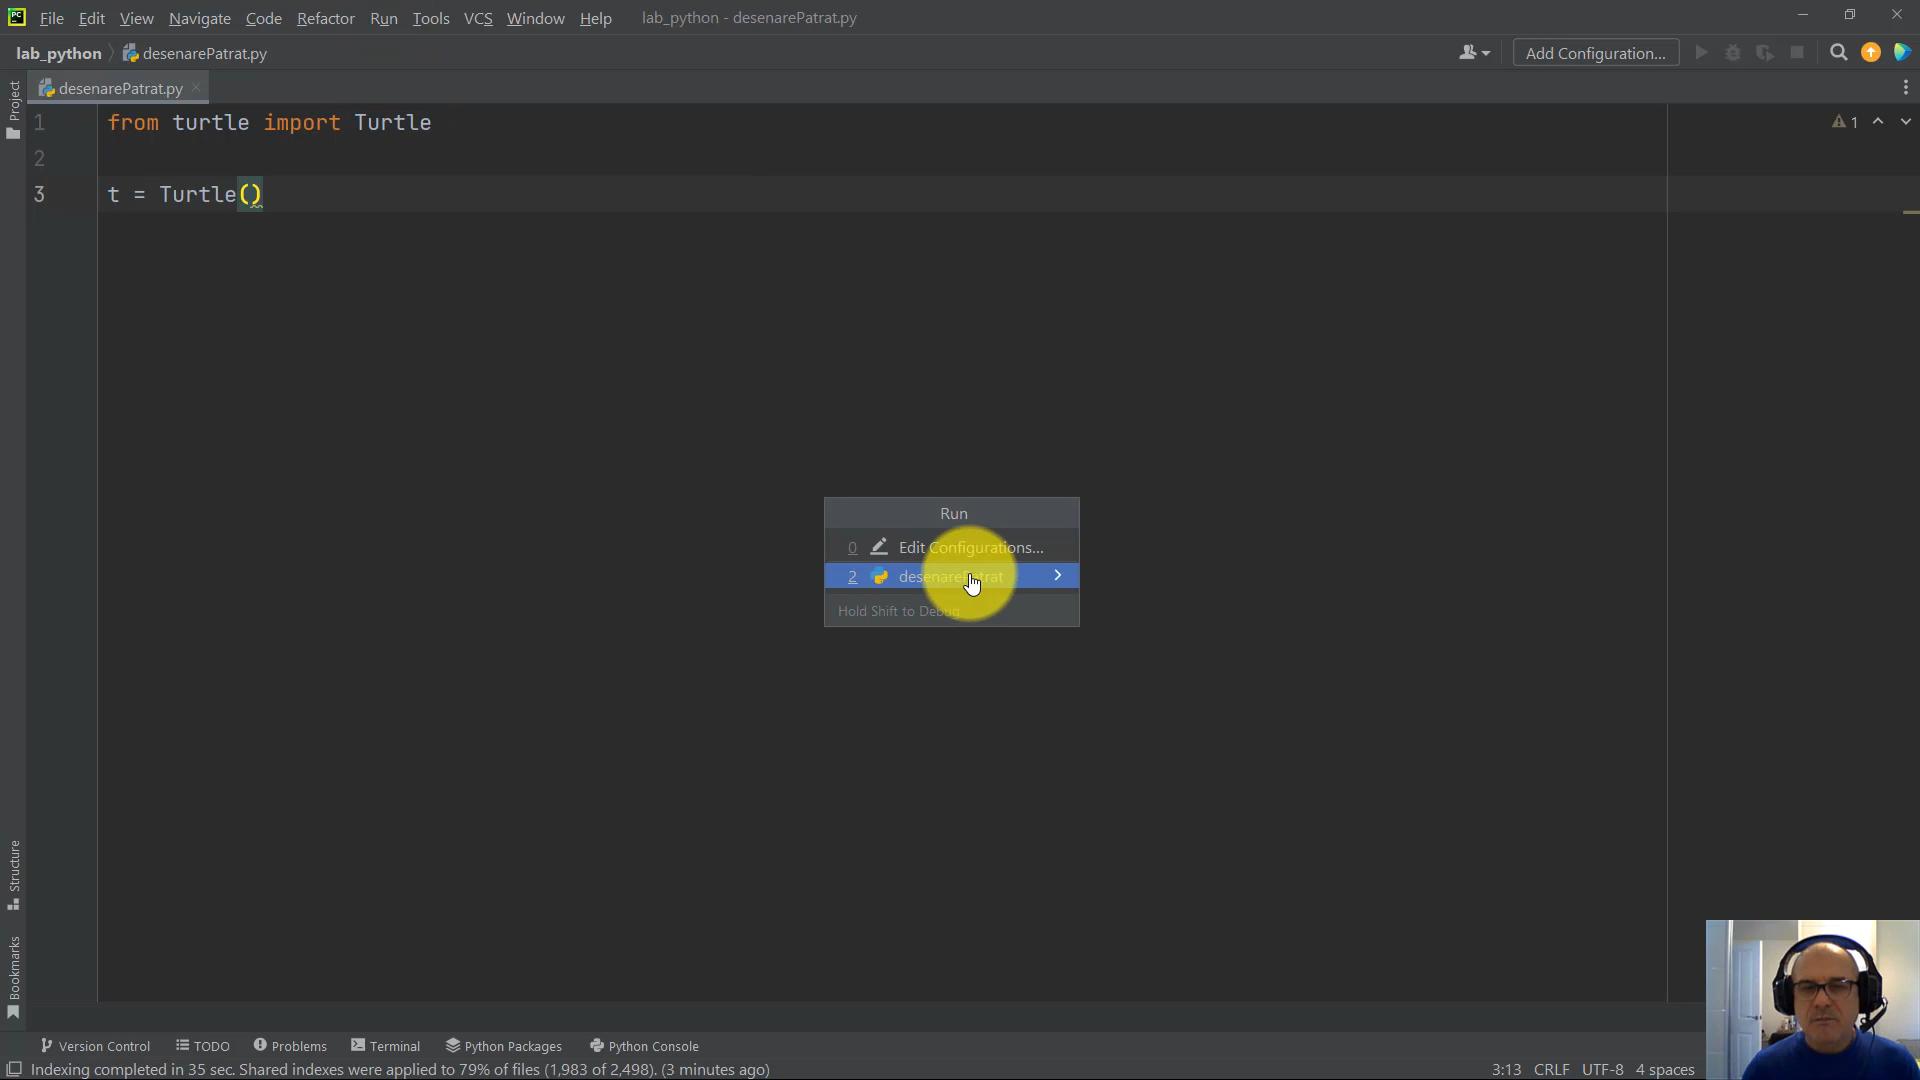 PC File Edit View Navigate Code Refactor Run Tools VCS Window Help lab_python - desenarePatrat.py
lab_python desenarePatrat.py Add Configuration...
Project
desenarePatrat.py
1 from turtle import Turtle
1
2
3 t = Turtle()
Run
0 Edit Configurations...
2 desenarePatrat
Hold Shift to Debug
Structure
Bookmarks
Version Control TODO Problems Terminal Python Packages Python Console
Indexing completed in 35 sec. Shared indexes were applied to 79% of files (1,983 of 2,498). (3 minutes ago) 3:13 CRLF UTF-8 4 spaces